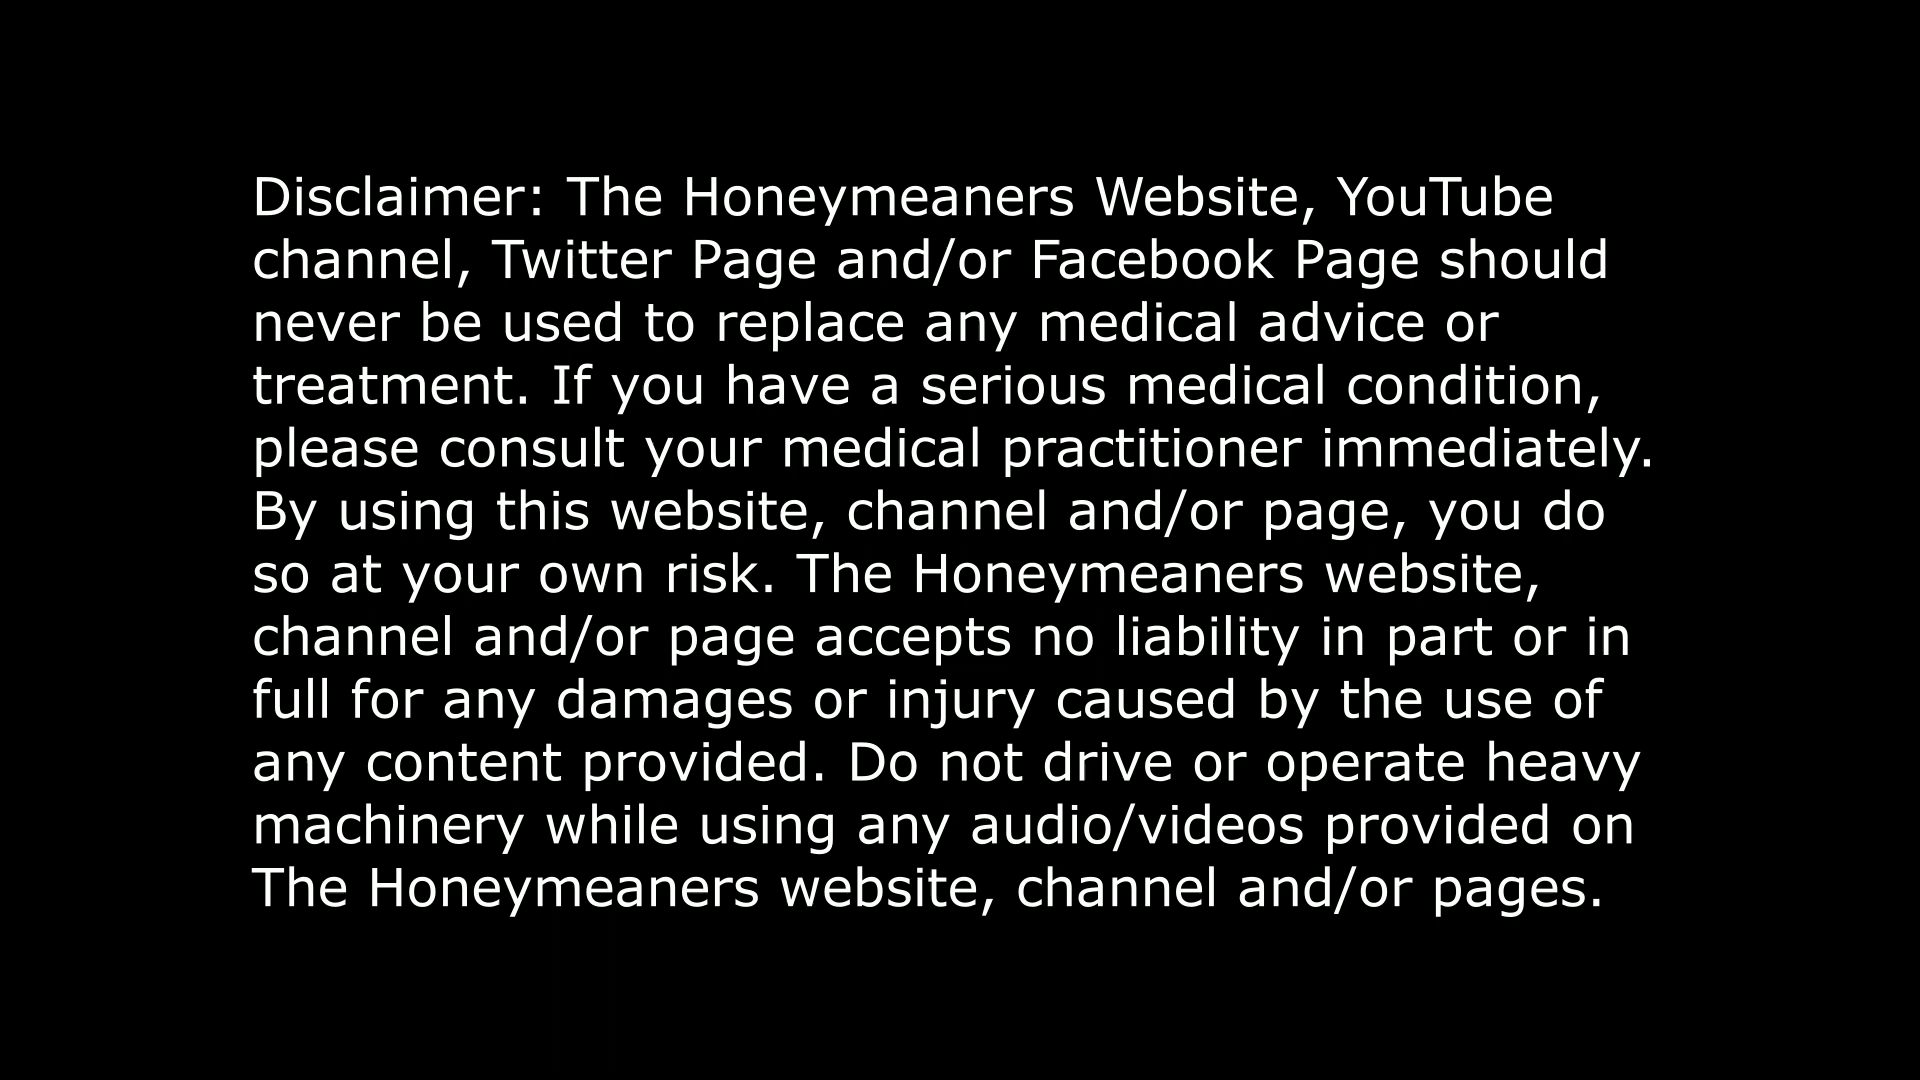 Disclaimer: The Honeymeaners Website, YouTube
channel, Twitter Page and/or Facebook Page should
never be used to replace any medical advice or
treatment. If you have a serious medical condition,
please consult your medical practitioner immediately.
By using this website, channel and/or page, you do
so at your own risk. The Honeymeaners website,
channel and/or page accepts no liability in part or in
full for any damages or injury caused by the use of
any content provided. Do not drive or operate heavy
machinery while using any audio/videos provided on
The Honeymeaners website, channel and/or pages.